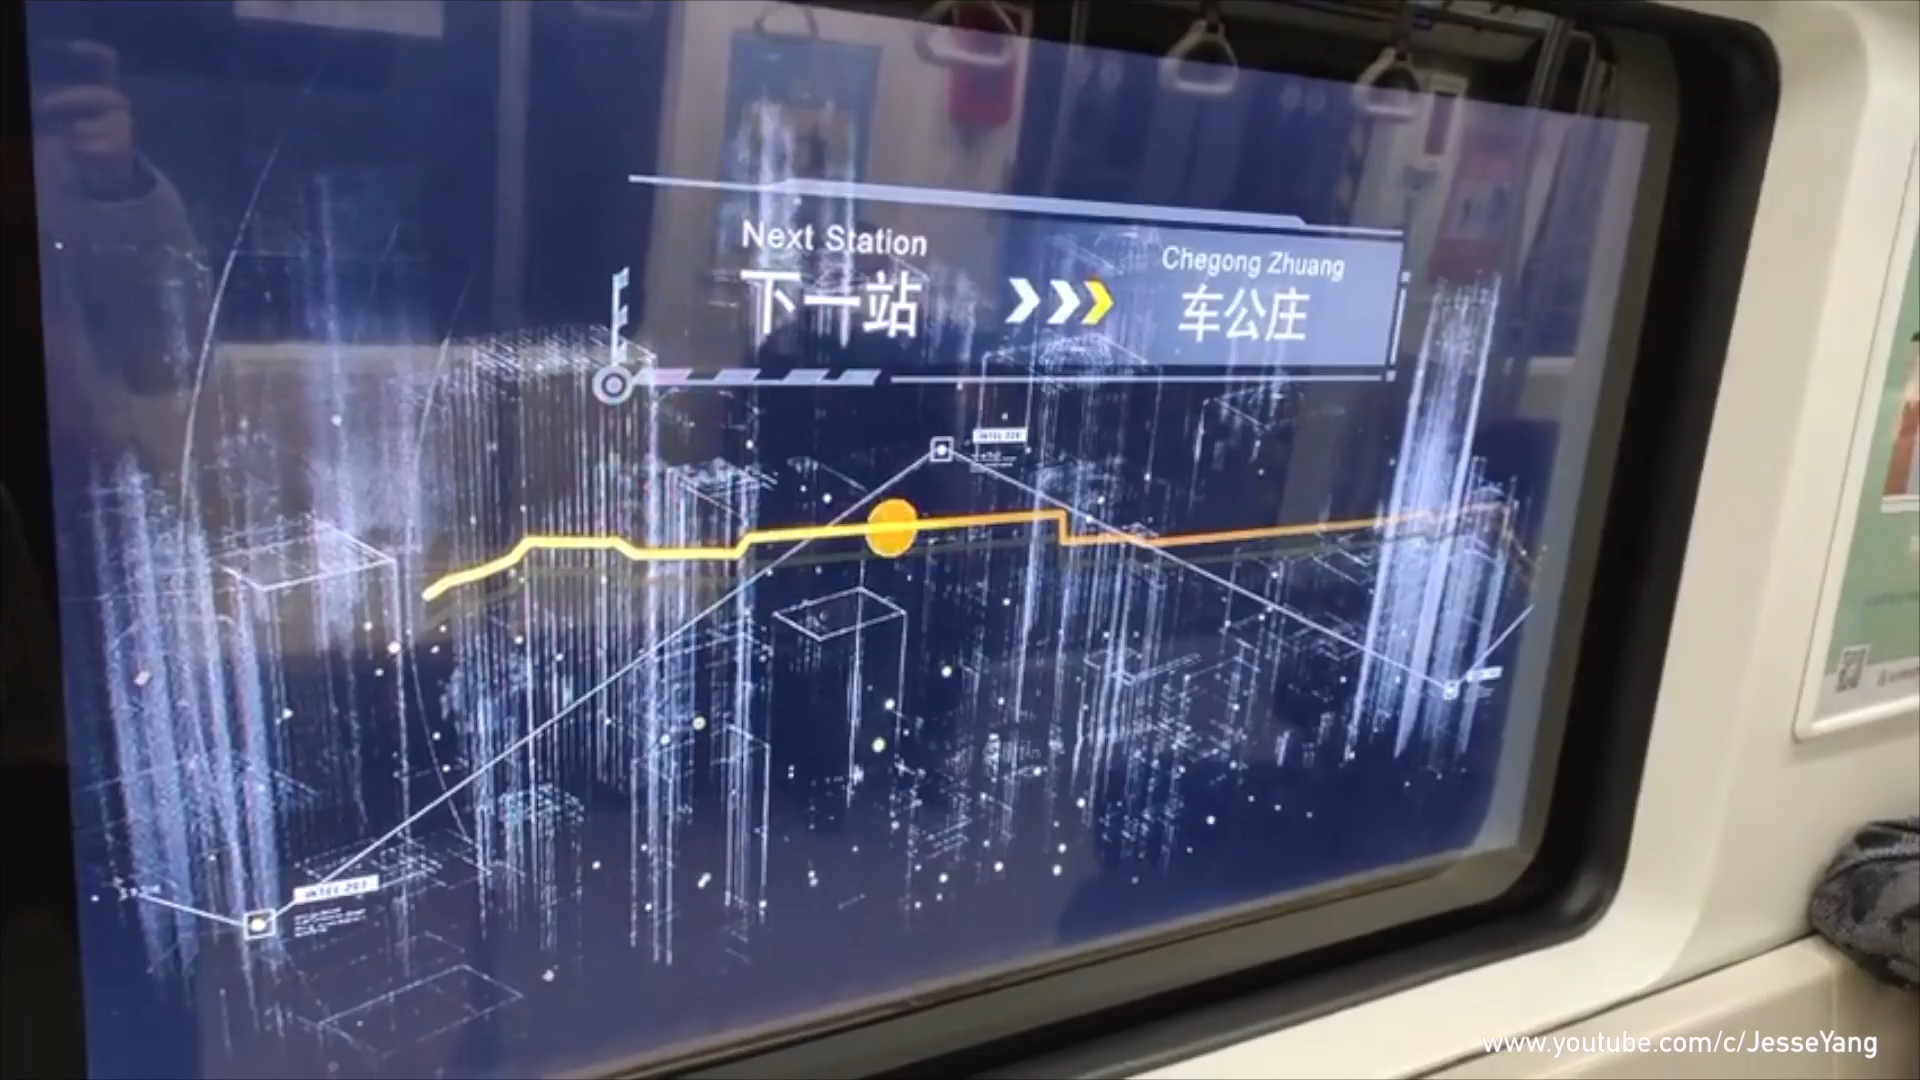 Next Station
下一站
Chegong Zhuang
车公庄
www.youtube.com/c/JesseYang